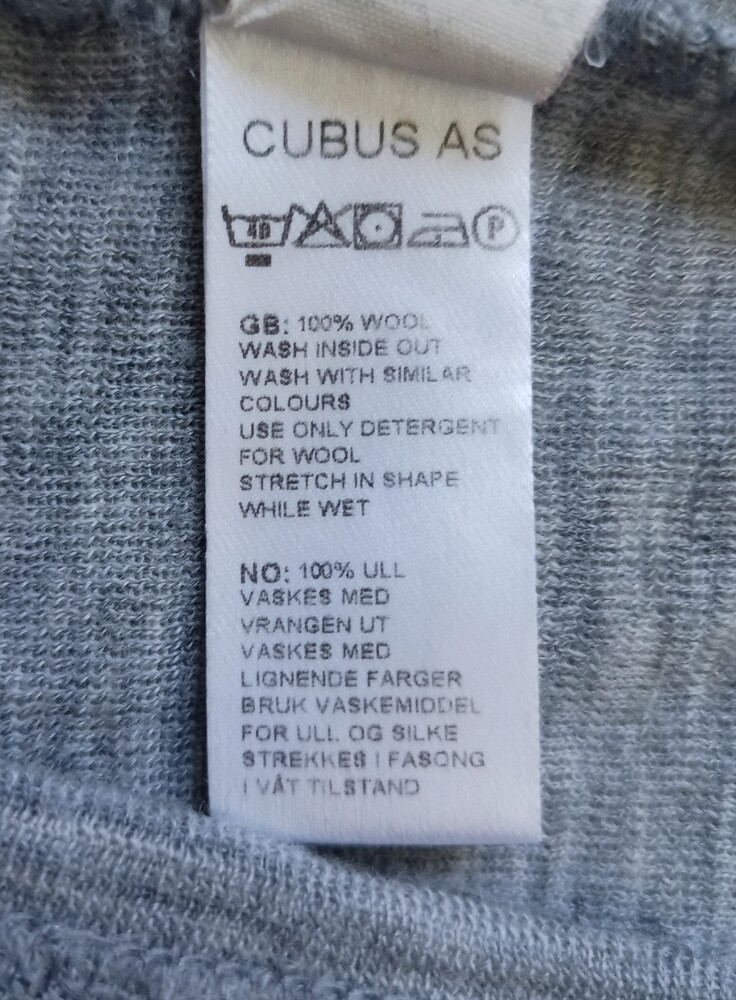 CUBUS AS
40
P
GB: 100% WOOL
WASH INSIDE OUT
WASH WITH SIMILAR
COLOURS
USE ONLY DETERGENT
FOR WOOL
STRETCH IN SHAPE
WHILE WET
NO: 100% ULL
VASKES MED
VRANGEN UT
VASKES MED
LIGNENDE FARGER
BRUK VASKEMIDDEL
FOR ULL OG SILKE
STREKKES I FASONG
I VÅT TILSTAND